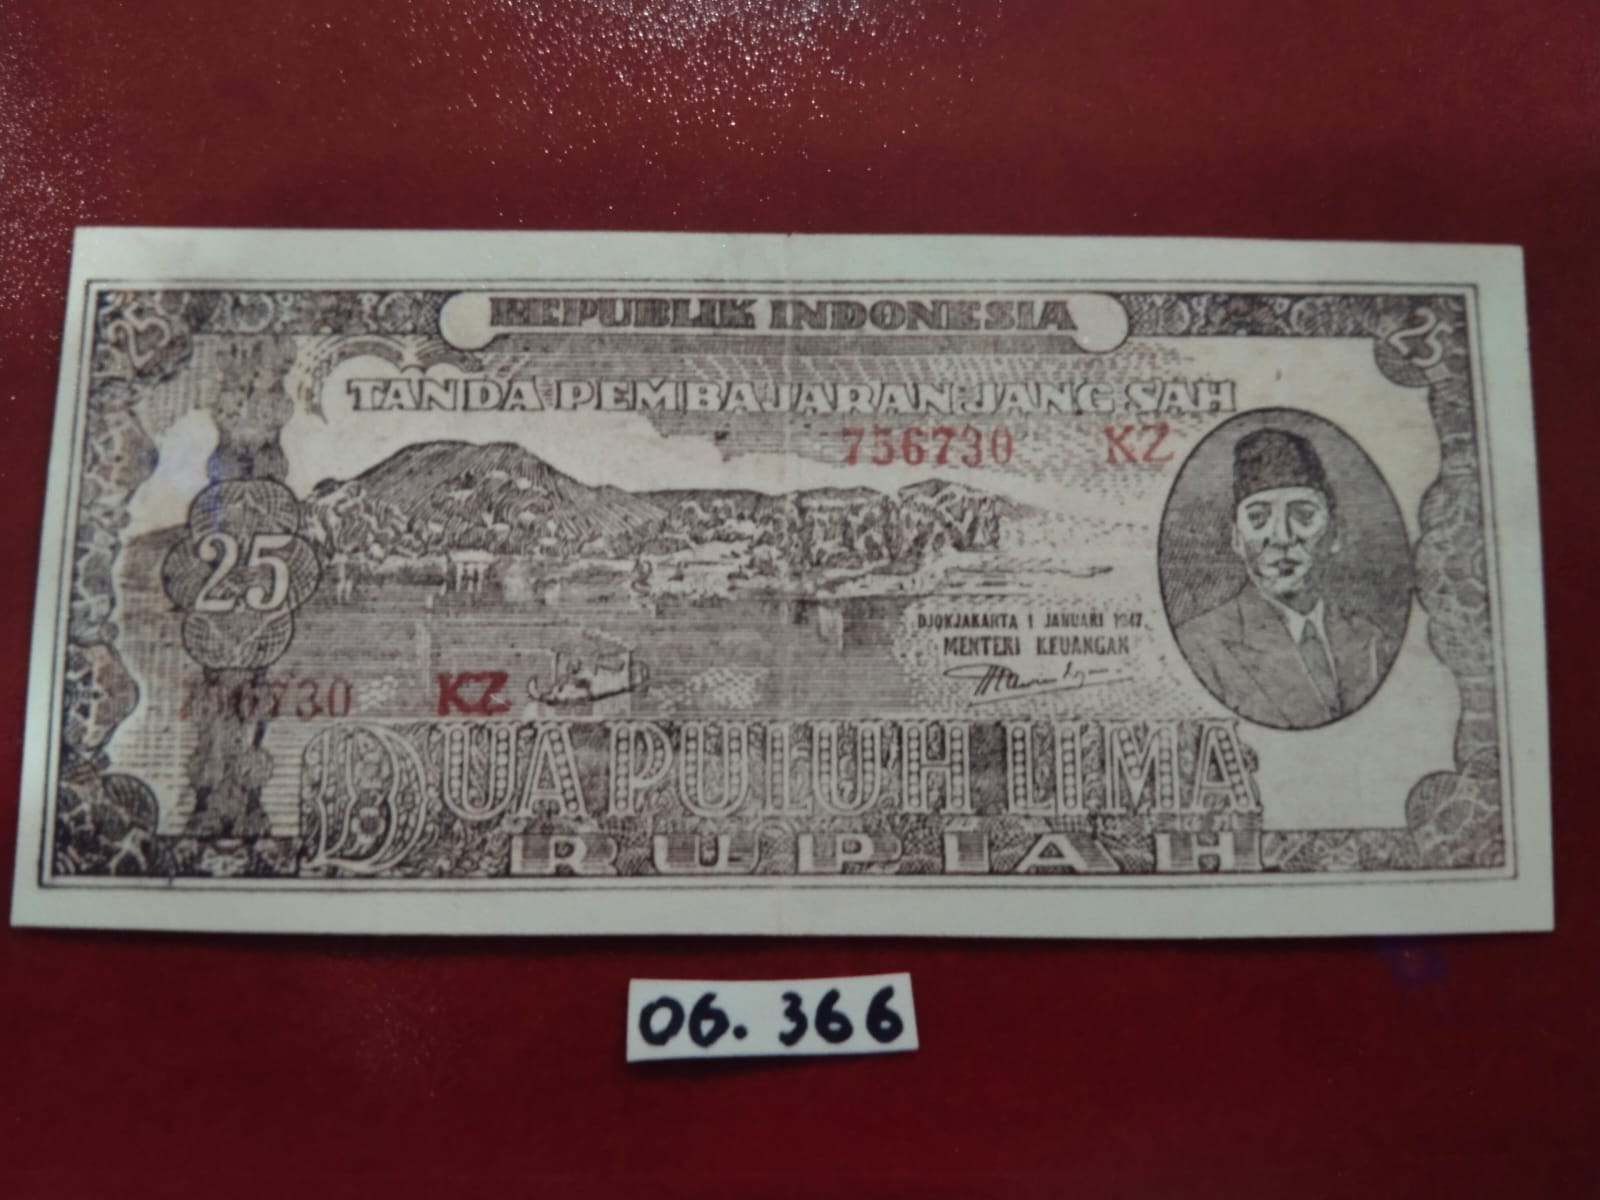 25
REPUBLIK INDONESIA
25
TANDA PEMBAJARAN JANG SAH
756730 KZ
25
DJOKJAKARTA 1 JANUARI 1947
MENTERI KEUANGAN
756730 KZ
DUA PULUH LIMA
RUPIAH
06.366